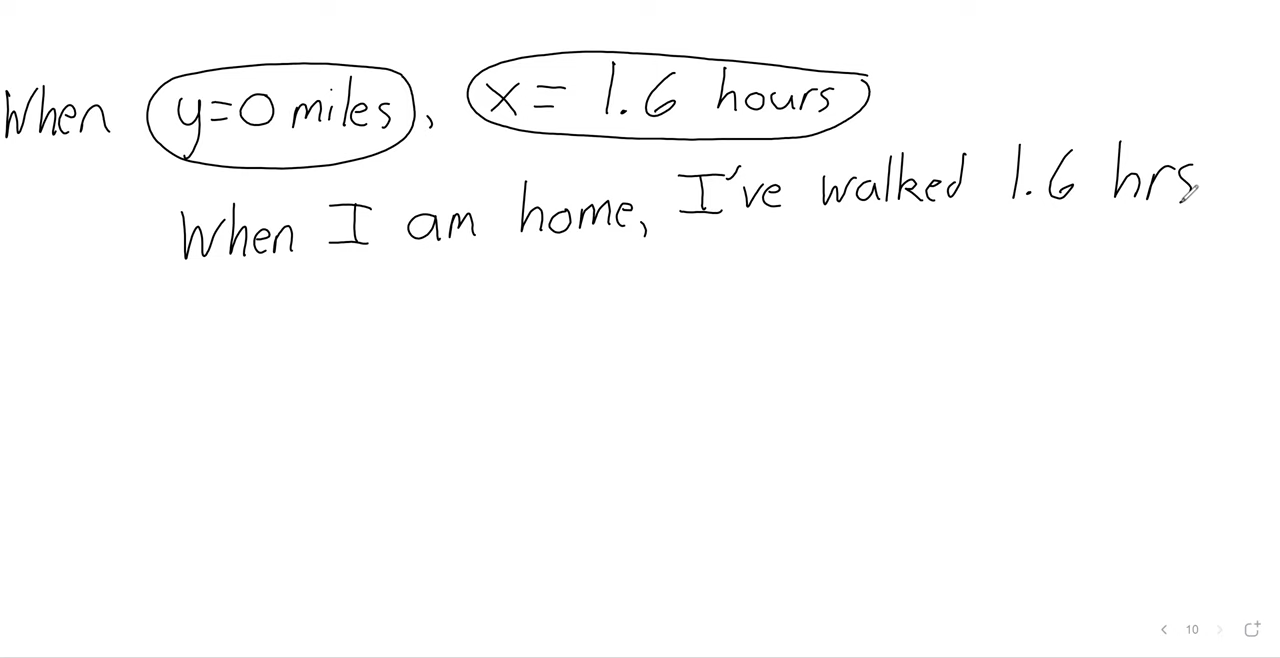 When y=0 miles, x= 1.6 hours
When I am home, I've walked 1.6 hrs
10